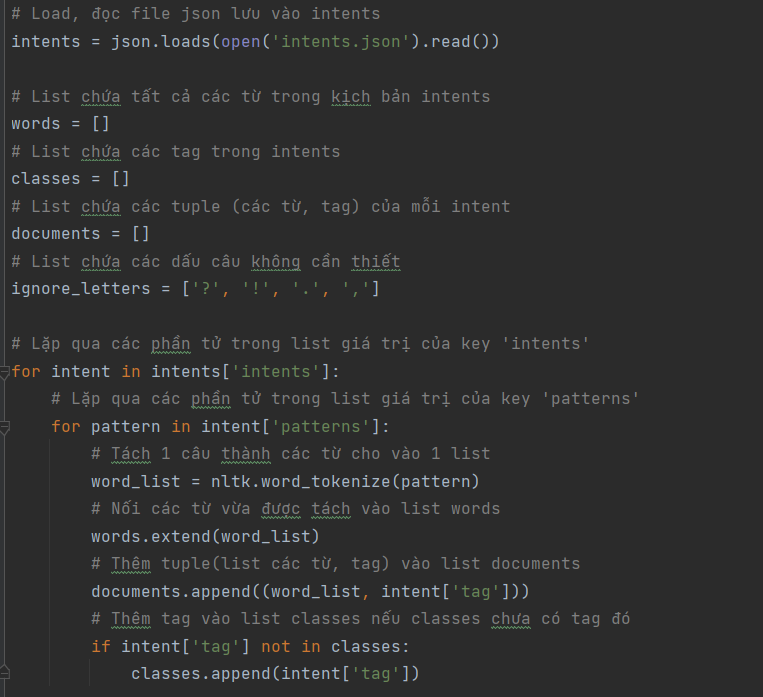 # Load, đọc file json lưu vào intents
intents = json.loads(open('intents.json').read())
# List chứa tất cả các từ trong kịch bản intents
words = []
# List chứa các tag trong intents
classes = []
# List chứa các tuple (các từ, tag) của mỗi intent
documents = []
# List chứa các dấu câu không cần thiết
ignore_letters = ['?', '!', '.', ',']
# Lặp qua các phần tử trong list giá trị của key 'intents'
for intent in intents['intents']:
    # Lặp qua các phần tử trong list giá trị của key 'patterns'
    for pattern in intent['patterns']:
        # Tách 1 câu thành các từ cho vào 1 list
        word_list = nltk.word_tokenize(pattern)
        # Nối các từ vừa được tách vào list words
        words.extend(word_list)
        # Thêm tuple(list các từ, tag) vào list documents
        documents.append((word_list, intent['tag']))
        # Thêm tag vào list classes nếu classes chưa có tag đó
        if intent['tag'] not in classes:
            classes.append(intent['tag'])